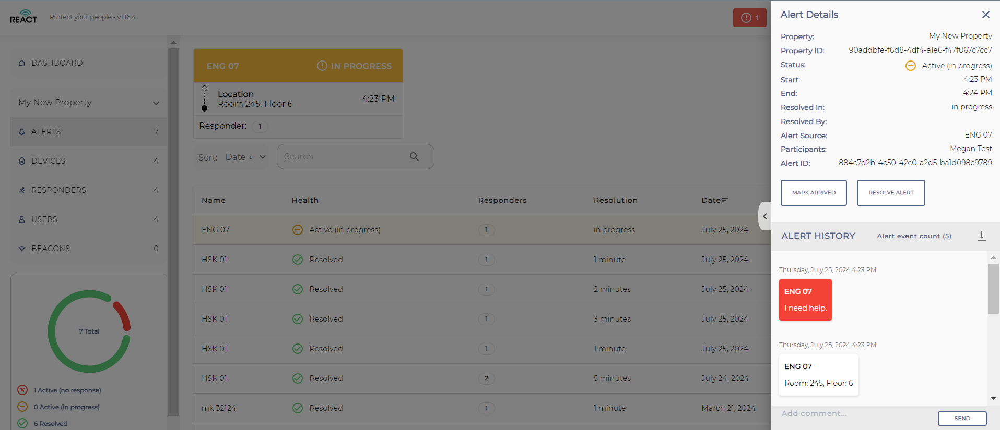 REACT
Protect your people - v1.16.4
1
DASHBOARD
My New Property
ALERTS 7
DEVICES 4
RESPONDERS 4
USERS 4
BEACONS 0
7 Total
1 Active (no response)
0 Active (in progress)
6 Resolved
ENG 07 IN PROGRESS
Location
Room 245, Floor 6
4:23 PM
Responder: 1
Sort: Date ↓
Search
Name Health Responders Resolution Date
ENG 07 Active (in progress) 1 in progress July 25, 2024
HSK 01 Resolved 1 1 minute July 25, 2024
HSK 01 Resolved 1 2 minutes July 25, 2024
HSK 01 Resolved 1 3 minutes July 25, 2024
HSK 01 Resolved 1 1 minute July 25, 2024
HSK 01 Resolved 2 5 minutes July 24, 2024
mk 32124 Resolved 1 1 minute March 21, 2024
Alert Details
Property: My New Property
Property ID: 90addbfe-f6d8-4df4-a1e6-f47f067c7cc7
Status: Active (in progress)
Start: 4:23 PM
End: 4:24 PM
Resolved In: in progress
Resolved By:
Alert Source: ENG 07
Participants: Megan Test
Alert ID: 884c7d2b-4c50-42c0-a2d5-ba1d098c9789
MARK ARRIVED
RESOLVE ALERT
ALERT HISTORY Alert event count (5)
Thursday, July 25, 2024 4:23 PM
ENG 07
I need help.
Thursday, July 25, 2024 4:23 PM
ENG 07
Room: 245, Floor: 6
Add comment...
SEND